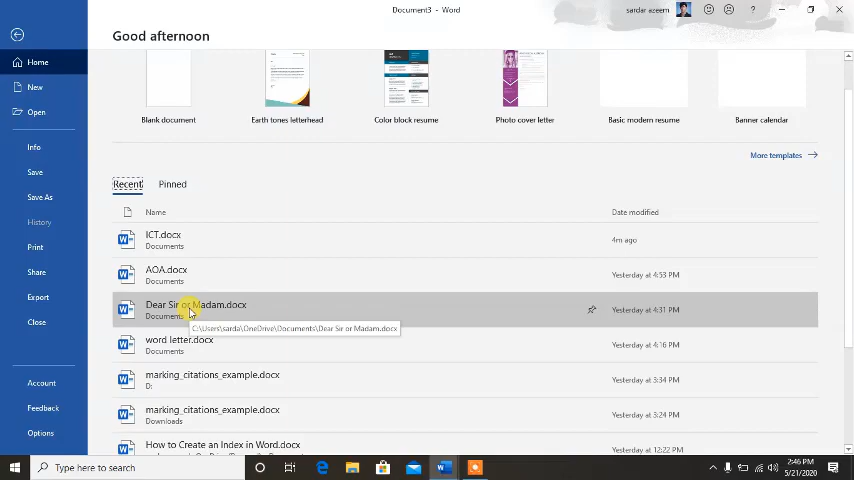 Document3 - Word
sardar azeem
?
Good afternoon
Home
New
Open
Info
Save
Save As
History
Print
Share
Export
Close
Account
Feedback
Options
Blank document
Earth tones letterhead
Color block resume
Photo cover letter
Basic modern resume
Banner calendar
More templates
Recent
Pinned
Name
Date modified
ICT.docx
Documents
4m ago
AOA.docx
Documents
Yesterday at 4:53 PM
Dear Sir or Madam.docx
Documents
Yesterday at 4:31 PM
C:\Users\sarda\OneDrive\Documents\Dear Sir or Madam.docx
word letter.docx
Documents
Yesterday at 4:16 PM
marking_citations_example.docx
D:
Yesterday at 3:34 PM
marking_citations_example.docx
Downloads
Yesterday at 3:24 PM
How to Create an Index in Word.docx
Yesterday at 12:22 PM
Type here to search
2:46 PM
5/21/2020